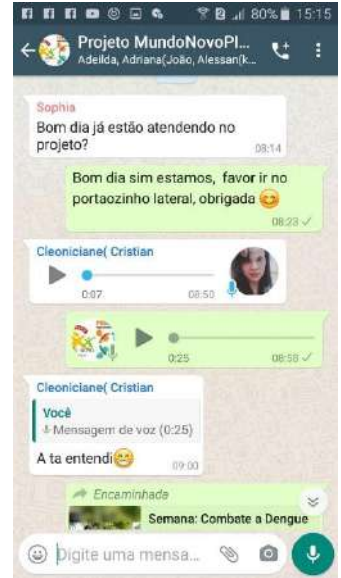 80% 15:15
Projeto MundoNovoPl...
Adeilda, Adriana(João, Alessan(k...
Sophia
Bom dia já estão atendendo no
projeto?
08:14
Bom dia sim estamos, favor ir no
portaozinho lateral, obrigada
08:23
Cleoniciane( Cristian
0:07 08:50
0:25 08:58
Cleoniciane( Cristian
Você
Mensagem de voz (0:25)
A ta entendi
09:00
Encaminhada
Semana: Combate a Dengue
Digite uma mensa...